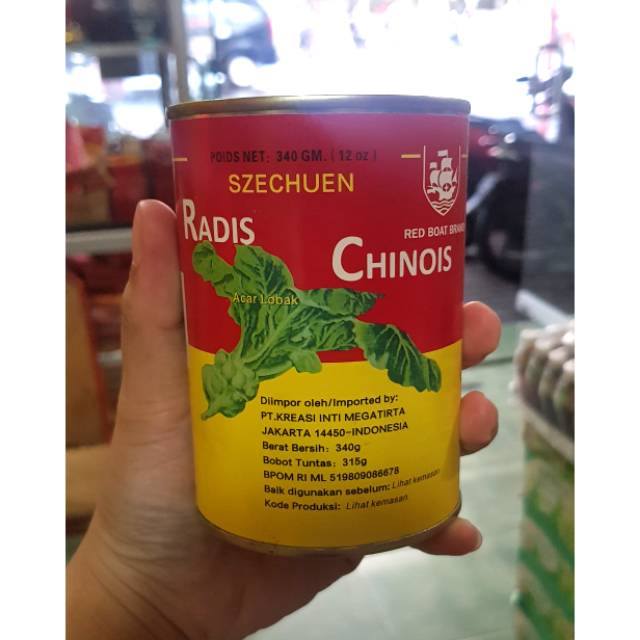 POIDS NET: 340 GM. (12 oz)
SZECHUEN
RED BOAT BRAND
RADIS
CHINOIS
Acar Lobak
Diimpor oleh/Imported by:
PT.KREASI INTI MEGATIRTA
JAKARTA 14450-INDONESIA
Berat Bersih: 340g
Bobot Tuntas: 315g
BPOM RI ML 519809086678
Baik digunakan sebelum: Lihat kemasan
Kode Produksi: Lihat kemasan